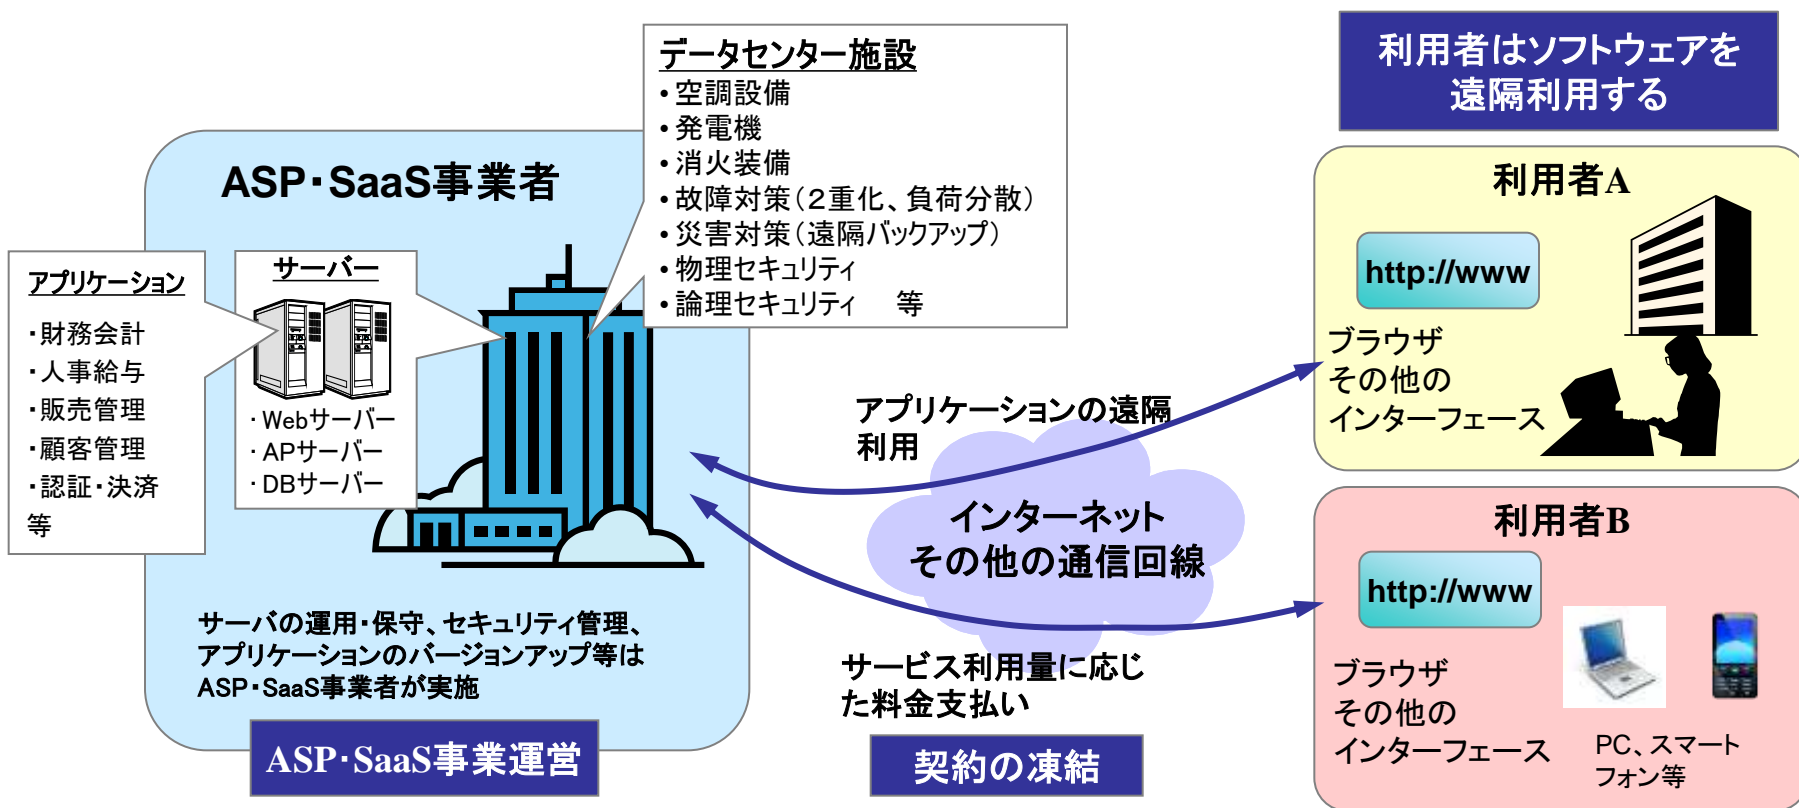 データセンター施設
・空調設備
・発電機
・消火装備
・故障対策（２重化、負荷分散）
・災害対策（遠隔バックアップ）
・物理セキュリティ
・論理セキュリティ　等
利用者はソフトウェアを
遠隔利用する
ASP・SaaS事業者
アプリケーション
・財務会計
・人事給与
・販売管理
・顧客管理
・認証・決済
等
サーバー
・Webサーバー
・APサーバー
・DBサーバー
サーバの運用・保守、セキュリティ管理、
アプリケーションのバージョンアップ等は
ASP・SaaS事業者が実施
ASP・SaaS事業運営
アプリケーションの遠隔
利用
インターネット
その他の通信回線
サービス利用量に応じ
た料金支払い
契約の凍結
利用者A
http://www
ブラウザ
その他の
インターフェース
利用者B
http://www
ブラウザ
その他の
インターフェース
PC、スマート
フォン等